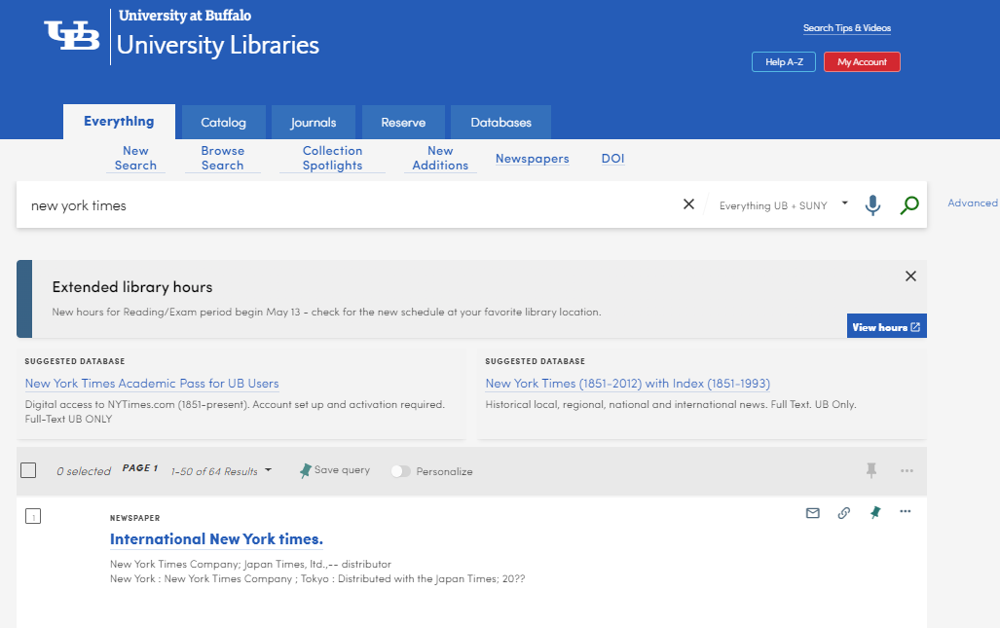 University at Buffalo
UB
University Libraries
Search Tips & Videos
Help A-Z
My Account
Everything
Catalog
Journals
Reserve
Databases
New Search
Browse Search
Collection Spotlights
New Additions
Newspapers
DOI
new york times
Everything UB + SUNY
Advanced
Extended library hours
New hours for Reading/Exam period begin May 13 - check for the new schedule at your favorite library location.
View hours
SUGGESTED DATABASE
New York Times Academic Pass for UB Users
Digital access to NYTimes.com (1851-present). Account set up and activation required.
Full-Text UB ONLY
SUGGESTED DATABASE
New York Times (1851-2012) with Index (1851-1993)
Historical local, regional, national and international news. Full Text. UB Only.
0 selected
PAGE 1
1-50 of 64 Results
Save query
Personalize
1
NEWSPAPER
International New York times.
New York Times Company; Japan Times, ltd.,-- distributor
New York : New York Times Company ; Tokyo : Distributed with the Japan Times; 20??